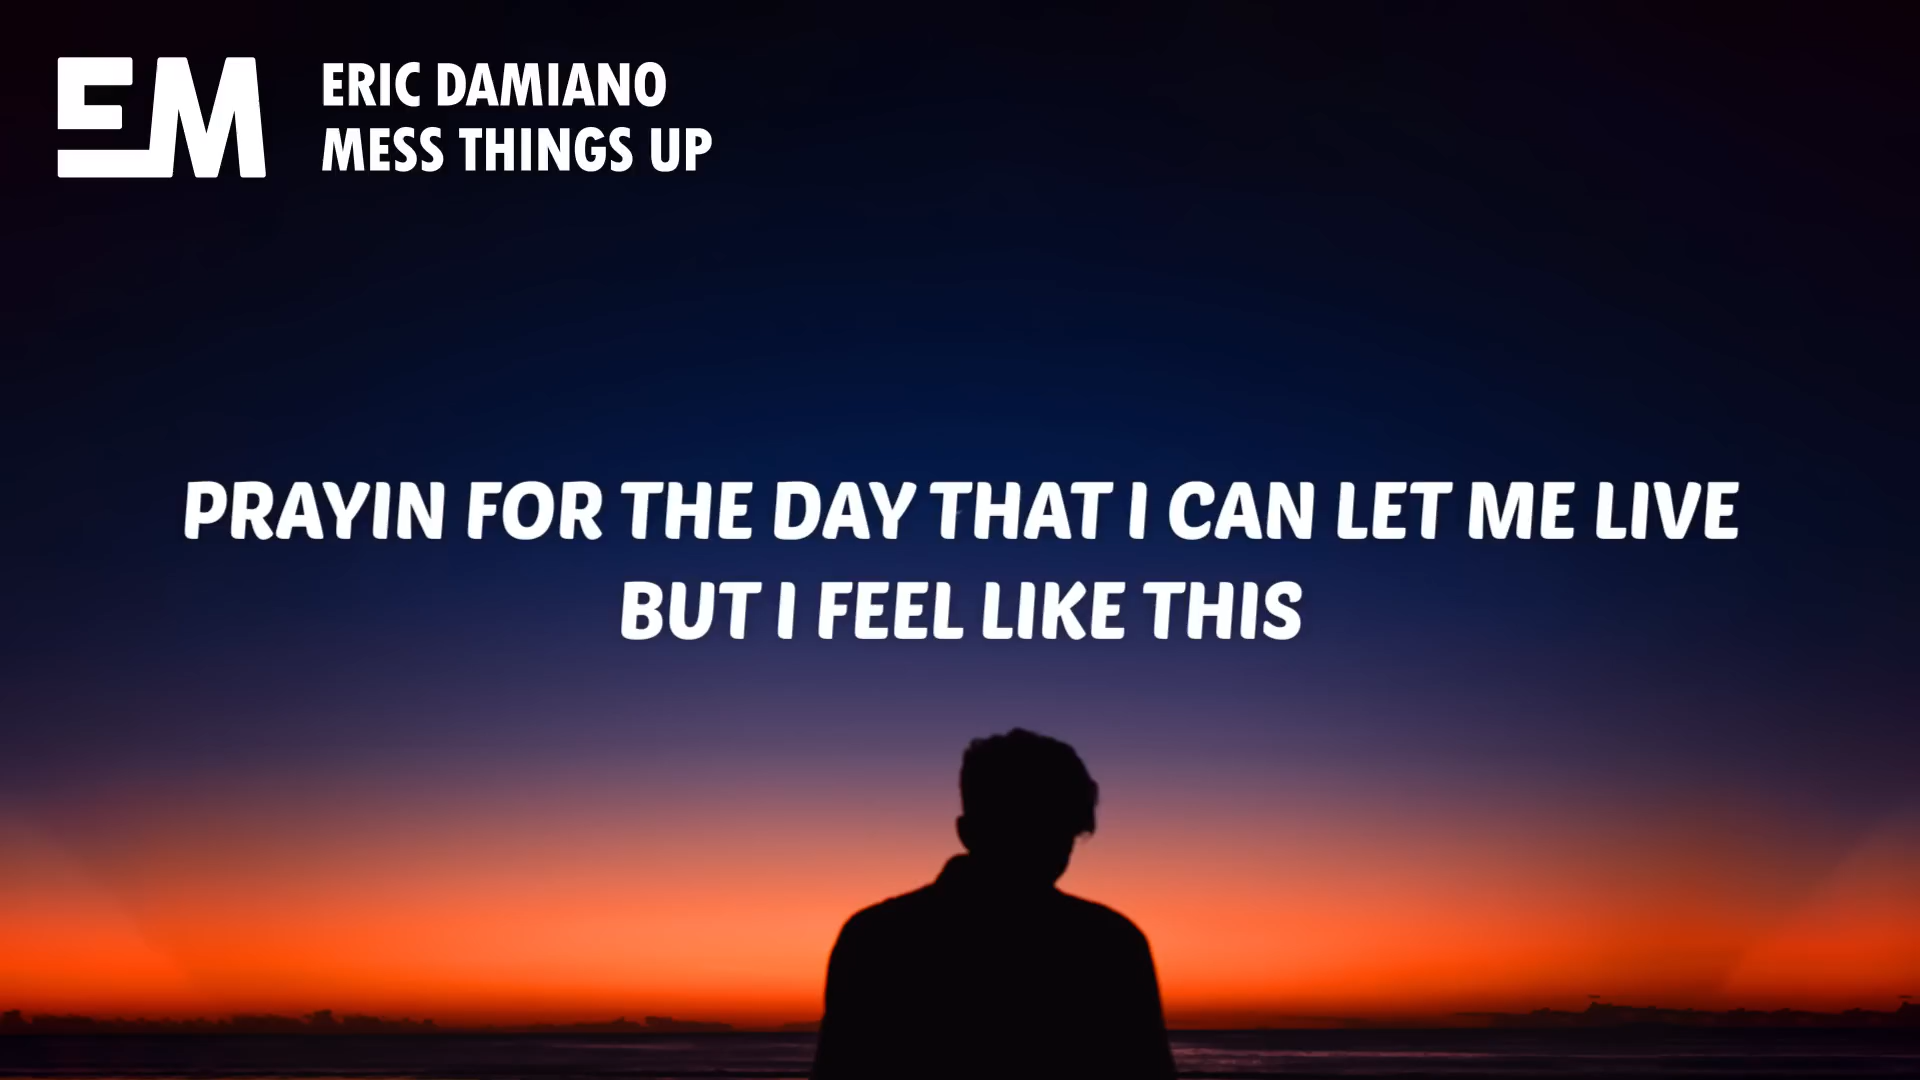 EM
ERIC DAMIANO
MESS THINGS UP
PRAYIN FOR THE DAY THAT I CAN LET ME LIVE
BUT I FEEL LIKE THIS